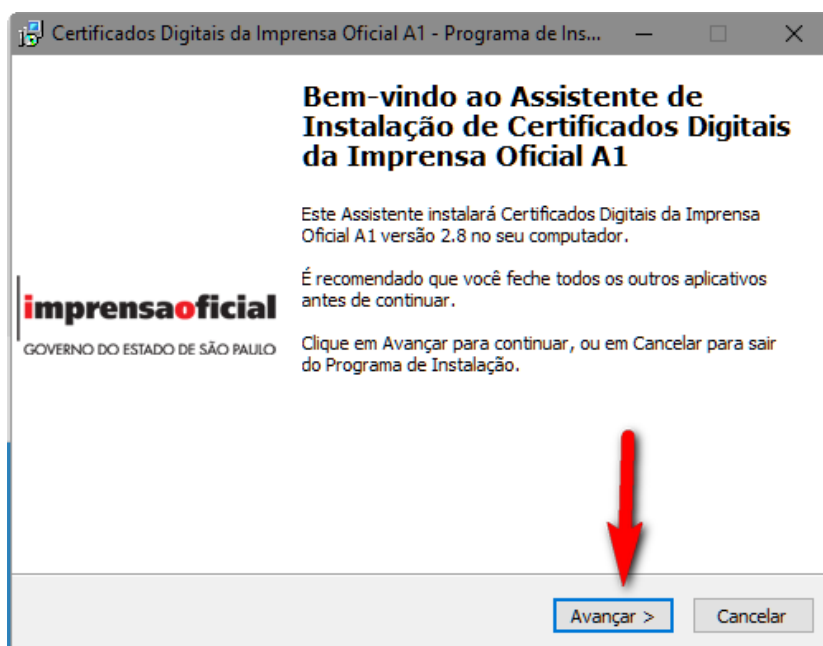 Certificados Digitais da Imprensa Oficial A1 - Programa de Ins...
Bem-vindo ao Assistente de
Instalação de Certificados Digitais
da Imprensa Oficial A1
Este Assistente instalará Certificados Digitais da Imprensa
Oficial A1 versão 2.8 no seu computador.
É recomendado que você feche todos os outros aplicativos
antes de continuar.
imprensaoficial
GOVERNO DO ESTADO DE SÃO PAULO
Clique em Avançar para continuar, ou em Cancelar para sair
do Programa de Instalação.
Avançar >
Cancelar